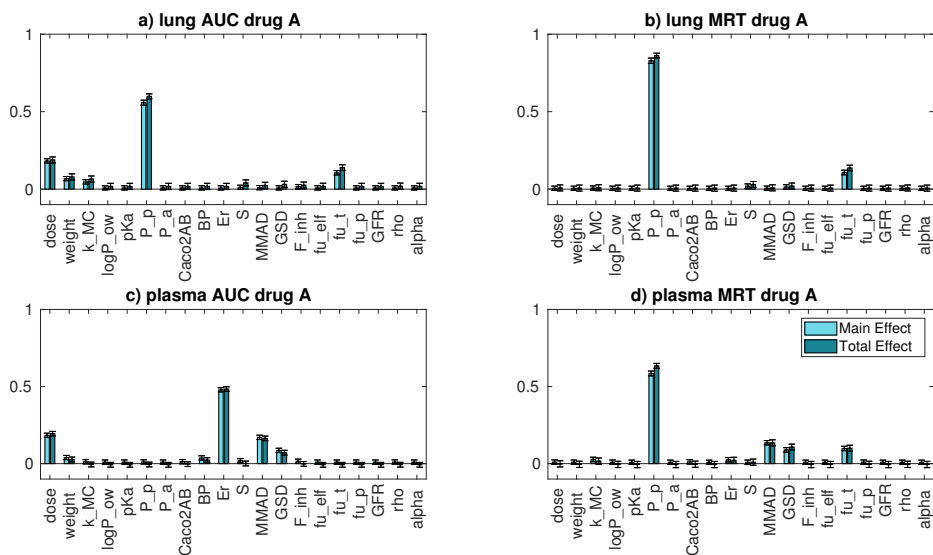 a) lung AUC drug A
1
0.5
0
dose
weight
k_MC
logP_ow
pKa
P_p
P_a
Caco2AB
BP
Er
S
MMAD
GSD
F_inh
fu_elf
fu_t
fu_p
GFR
rho
alpha
b) lung MRT drug A
1
0.5
0
dose
weight
k_MC
logP_ow
pKa
P_p
P_a
Caco2AB
BP
Er
S
MMAD
GSD
F_inh
fu_elf
fu_t
fu_p
GFR
rho
alpha
c) plasma AUC drug A
1
0.5
0
dose
weight
k_MC
logP_ow
pKa
P_p
P_a
Caco2AB
BP
Er
S
MMAD
GSD
F_inh
fu_elf
fu_t
fu_p
GFR
rho
alpha
d) plasma MRT drug A
Main Effect
Total Effect
1
0.5
0
dose
weight
k_MC
logP_ow
pKa
P_p
P_a
Caco2AB
BP
Er
S
MMAD
GSD
F_inh
fu_elf
fu_t
fu_p
GFR
rho
alpha